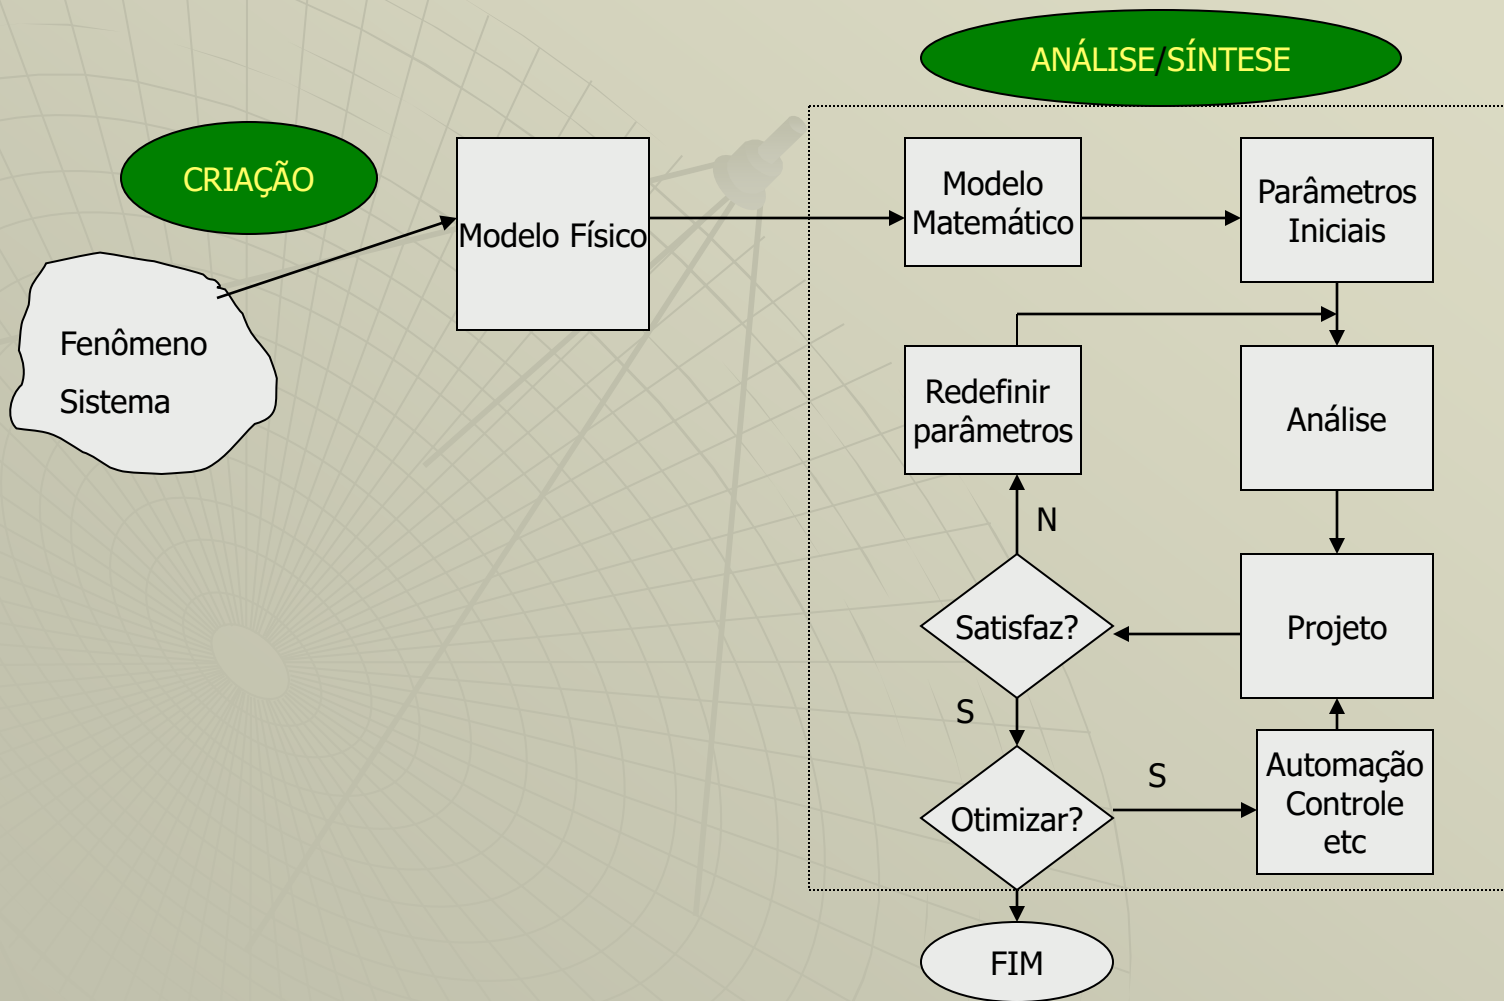 ANÁLISE/SÍNTESE
CRIAÇÃO
Fenômeno
Sistema
Modelo Físico
Modelo
Matemático
Parâmetros
Iniciais
Redefinir
parâmetros
Análise
N
Satisfaz?
Projeto
S
Otimizar?
S
Automação
Controle
etc
FIM